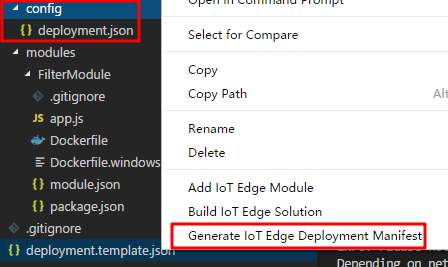 config
{ } deployment.json
modules
FilterModule
.gitignore
JS app.js
Dockerfile
Dockerfile.windows
{ } module.json
{ } package.json
.gitignore
{ } deployment.template.json
Open in Command Prompt
Select for Compare
Copy
Copy Path Alt
Rename
Delete
Add IoT Edge Module
Build IoT Edge Solution
Generate IoT Edge Deployment Manifest
Depending on net